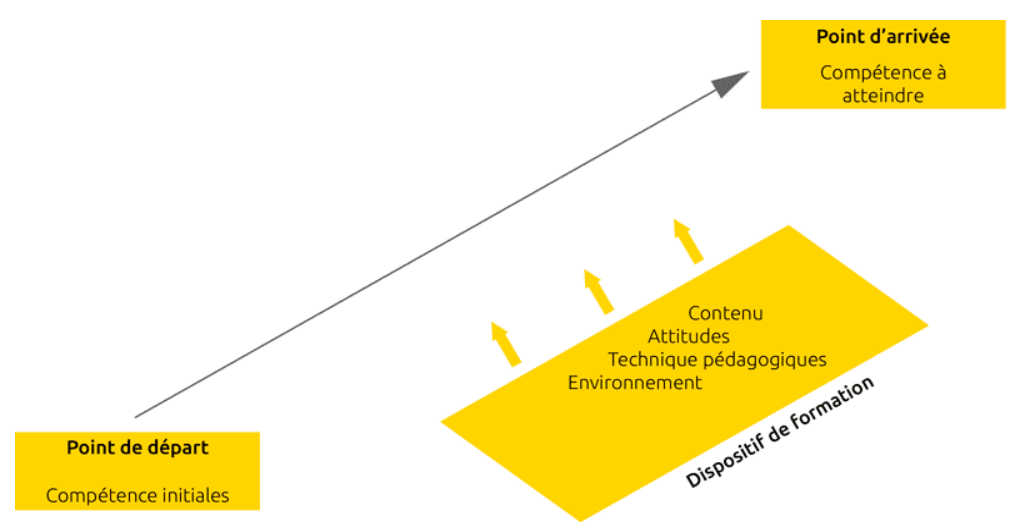 Point d’arrivée
Compétence à
atteindre
Contenu
Attitudes
Technique pédagogiques
Environnement
Dispositif de formation
Point de départ
Compétence initiales